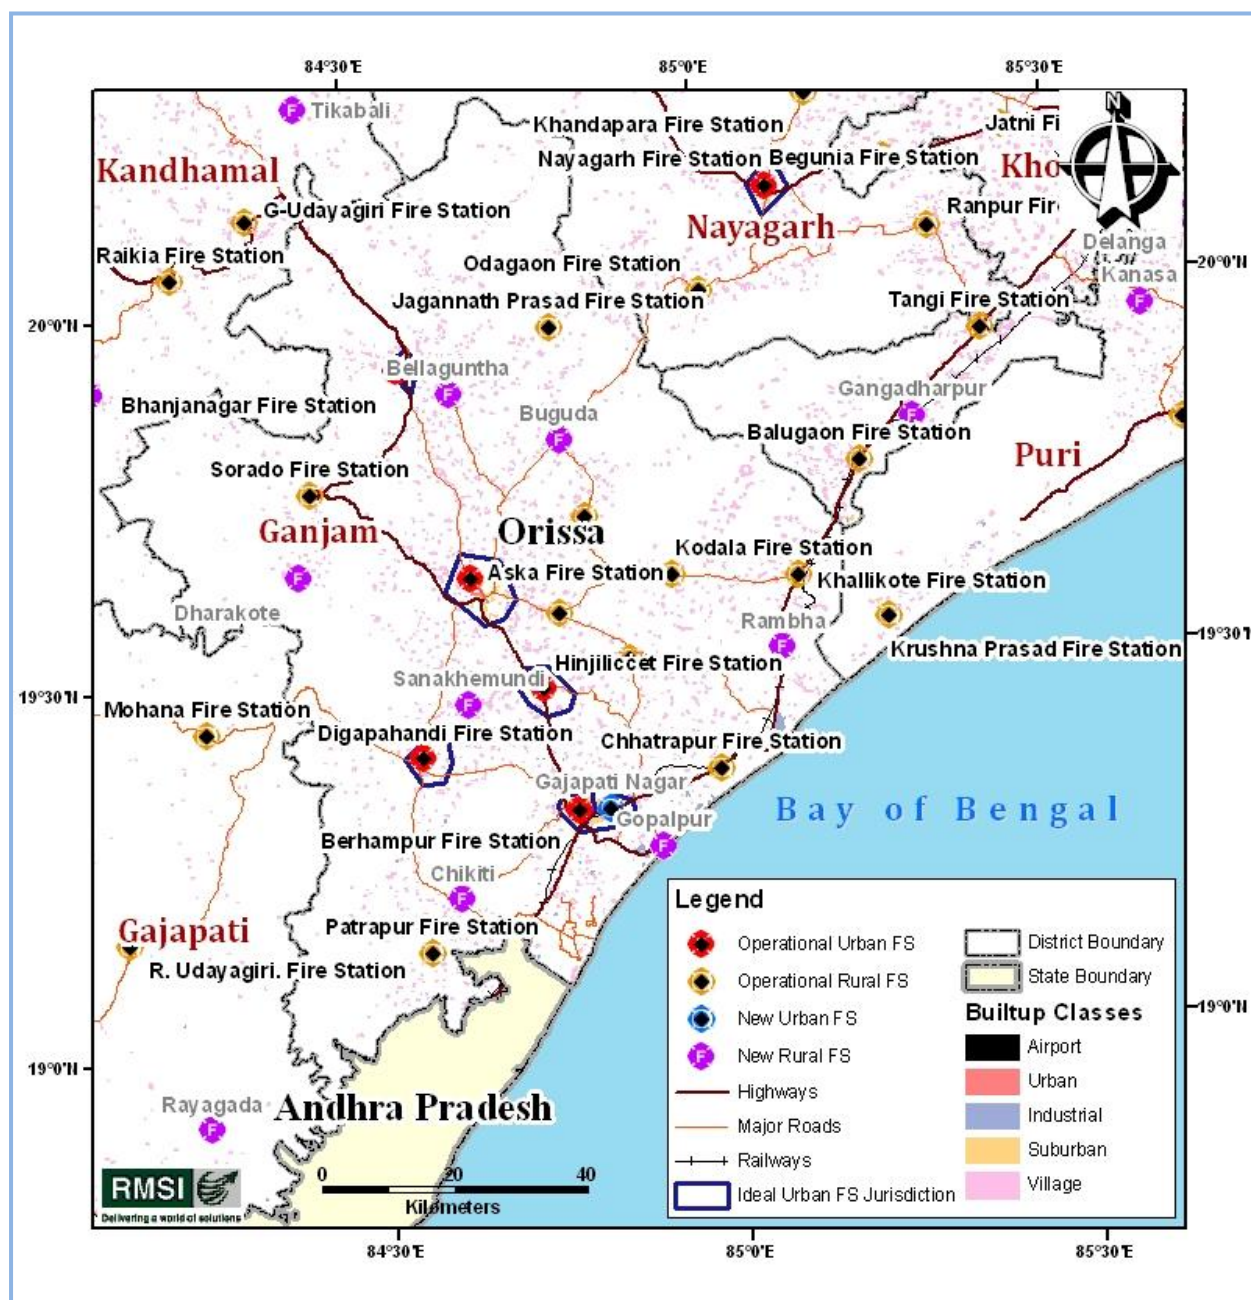 84°30'E
85°0'E
85°30'E
Tikabali
Khandapara Fire Station
Jatni Fi
N
Kandhamal
Nayagarh Fire Station
Begunia Fire Station
Kho
G-Udayagiri Fire Station
Ranpur Fire
Nayagarh
Raikia Fire Station
Odagaon Fire Station
Delanga
20°0'N
Kanasa
Jagannath Prasad Fire Station
Tangi Fire Station
20°0'N
Bellaguntha
Gangadharpur
Bhanjanagar Fire Station
Buguda
Balugaon Fire Station
Puri
Sorado Fire Station
Ganjam
Orissa
Kodala Fire Station
Aska Fire Station
Khallikote Fire Station
Dharakote
Rambha
19°30'N
Krushna Prasad Fire Station
Hinjiliccet Fire Station
Sanakhemundi
19°30'N
Mohana Fire Station
Digapahandi Fire Station
Chhatrapur Fire Station
Gajapati Nagar
Bay of Bengal
Gopalpur
Berhampur Fire Station
Chikiti
Patrapur Fire Station
Gajapati
R. Udayagiri. Fire Station
19°0'N
19°0'N
Rayagada
Andhra Pradesh
Legend
Operational Urban FS
Operational Rural FS
New Urban FS
F New Rural FS
Highways
Major Roads
Railways
Ideal Urban FS Jurisdiction
District Boundary
State Boundary
Builtup Classes
Airport
Urban
Industrial
Suburban
Village
0 20 40
Kilometers
RMSI
Delivering a world of solutions
84°30'E
85°0'E
85°30'E